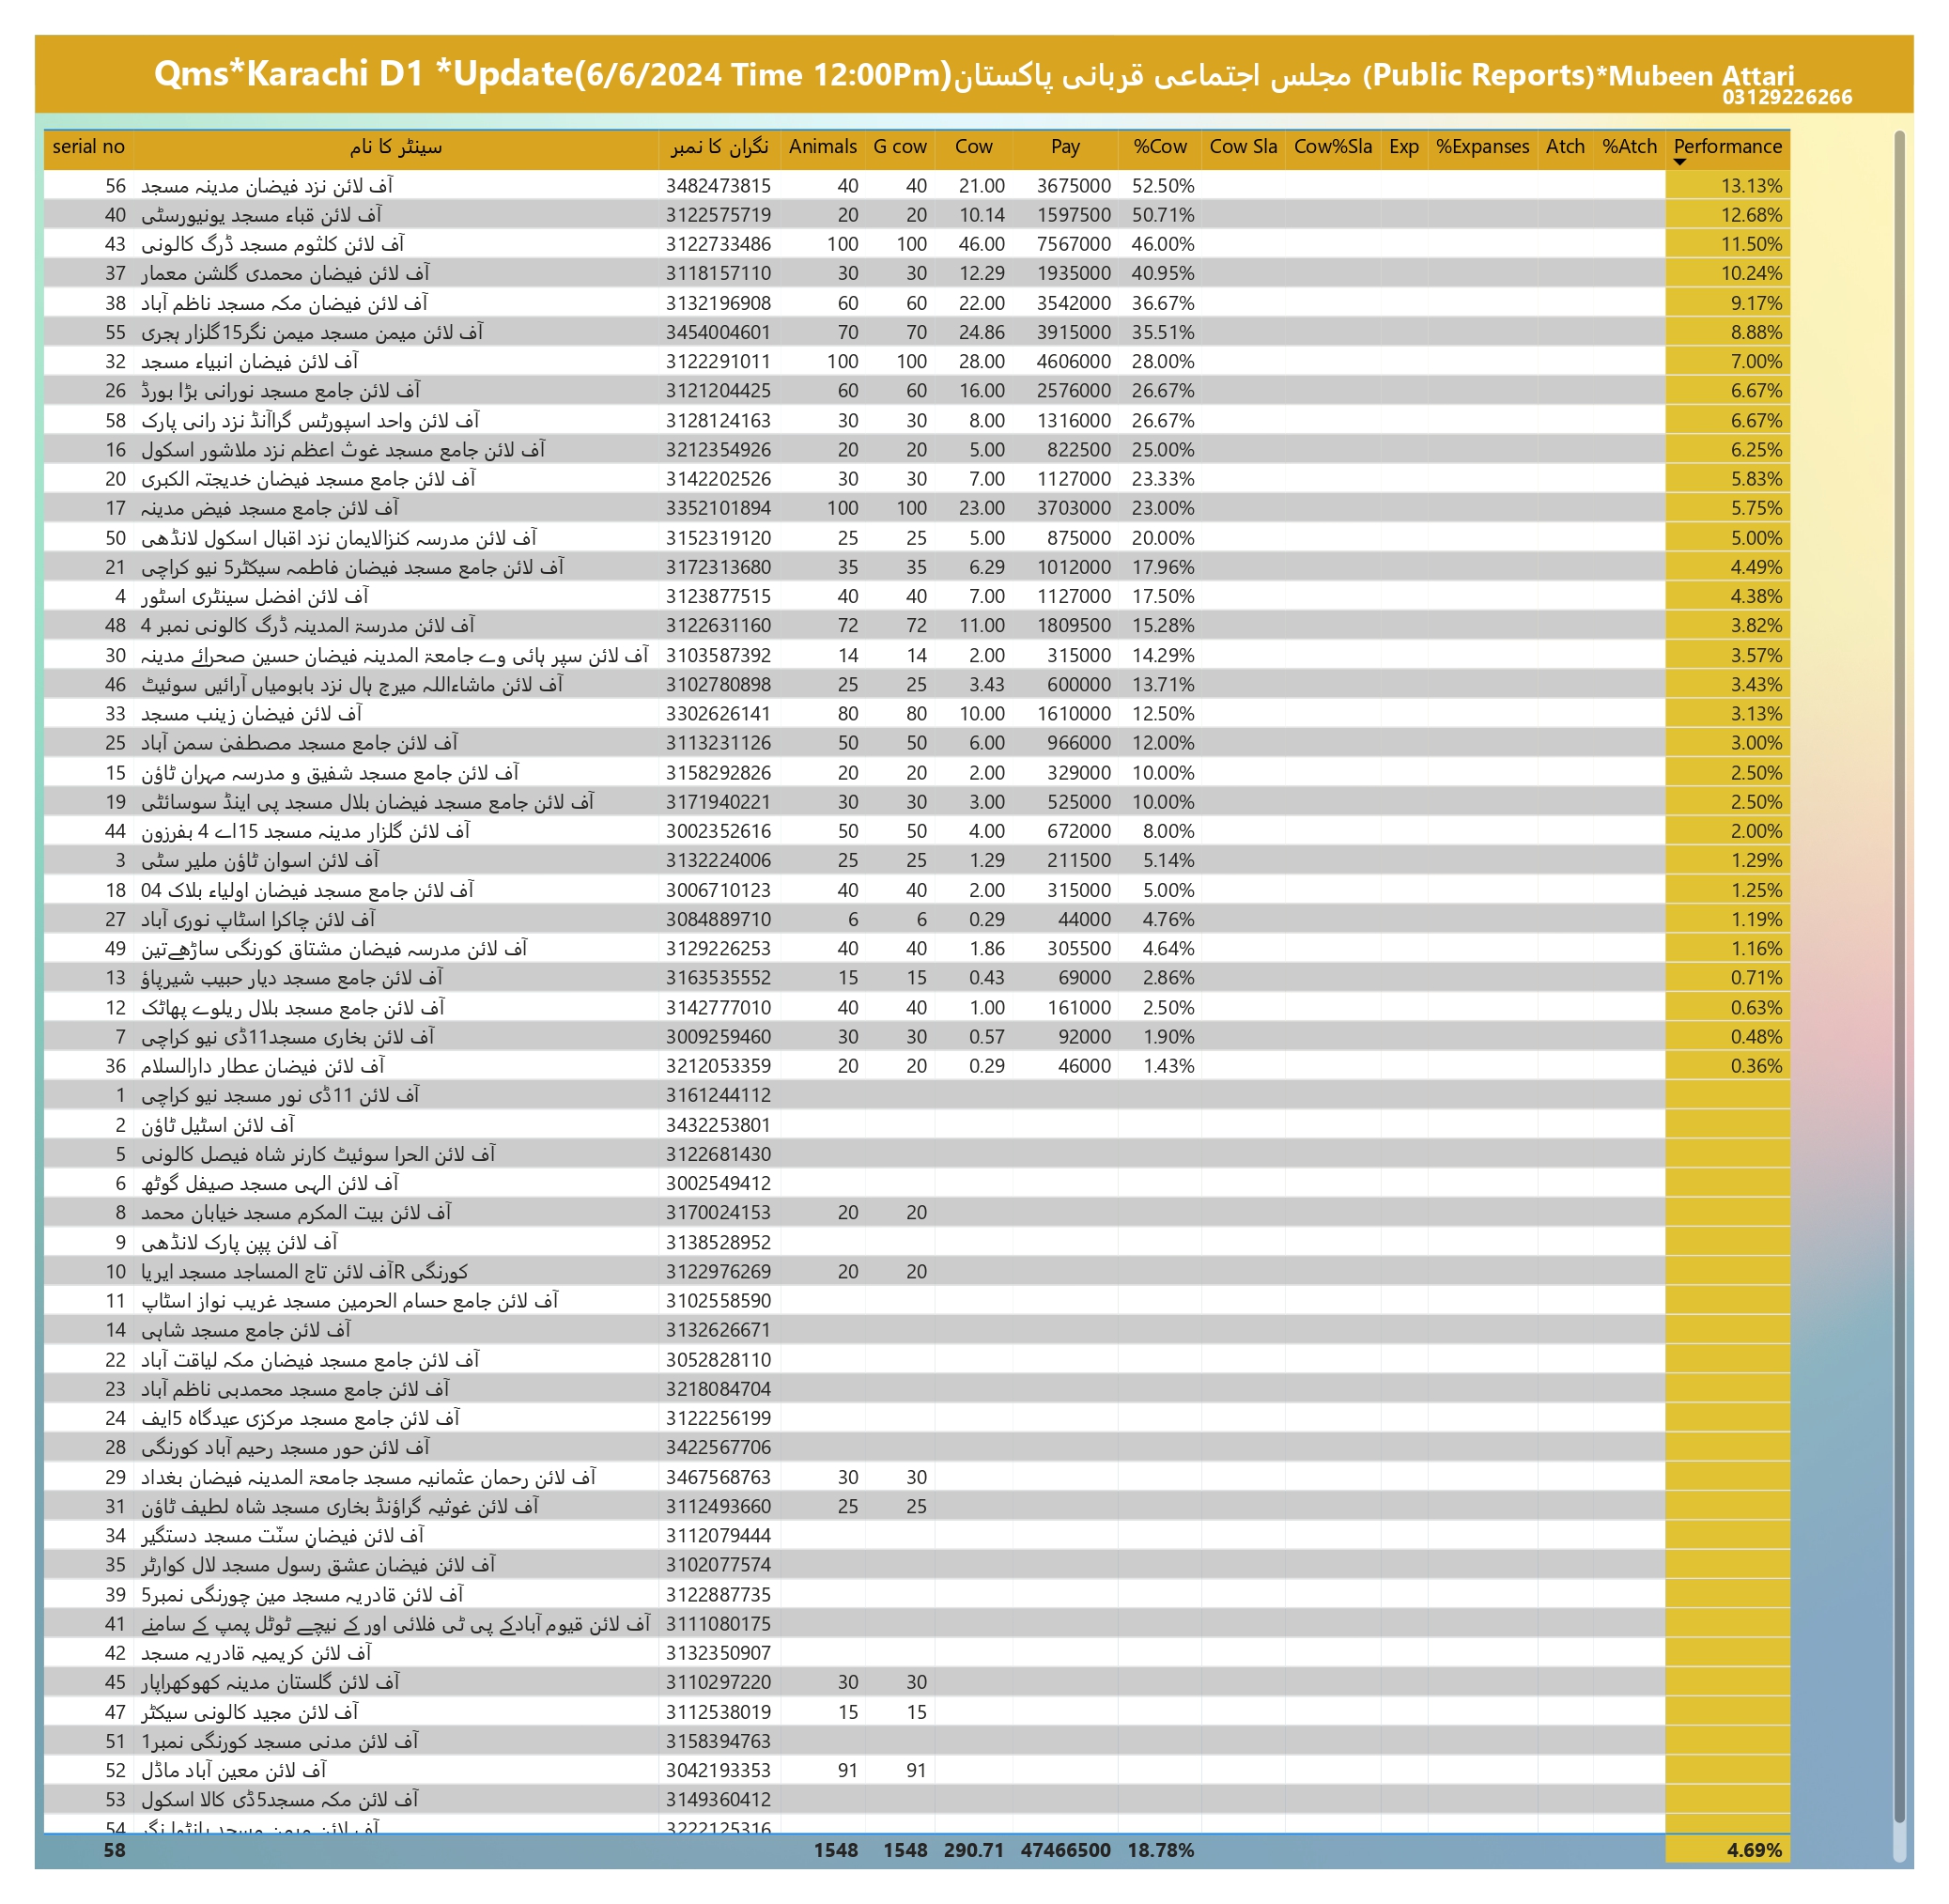 Qms*Karachi D1 *Update(6/6/2024 Time 12:00Pm)مجلس اجتماعی قربانی پاکستان (Public Reports)*Mubeen Attari
03129226266
serial no سینٹر کا نام نگران کا نمبر Animals G cow Cow Pay %Cow Cow Sla Cow%Sla Exp %Expanses Atch %Atch Performance
56 آف لائن نزد فیضان مدینہ مسجد 3482473815 40 40 21.00 3675000 52.50% 13.13%
40 آف لائن قباء مسجد یونیورسٹی 3122575719 20 20 10.14 1597500 50.71% 12.68%
43 آف لائن کلثوم مسجد ڈرگ کالونی 3122733486 100 100 46.00 7567000 46.00% 11.50%
37 آف لائن فیضان محمدی گلشن معمار 3118157110 30 30 12.29 1935000 40.95% 10.24%
38 آف لائن فیضان مکہ مسجد ناظم آباد 3132196908 60 60 22.00 3542000 36.67% 9.17%
55 آف لائن میمن مسجد میمن نگر15گلزار ہجری 3454004601 70 70 24.86 3915000 35.51% 8.88%
32 آف لائن فیضان انبیاء مسجد 3122291011 100 100 28.00 4606000 28.00% 7.00%
26 آف لائن جامع مسجد نورانی بڑا بورڈ 3121204425 60 60 16.00 2576000 26.67% 6.67%
58 آف لائن واحد اسپورٹس گراآنڈ نزد رانی پارک 3128124163 30 30 8.00 1316000 26.67% 6.67%
16 آف لائن جامع مسجد غوث اعظم نزد ملاشور اسکول 3212354926 20 20 5.00 822500 25.00% 6.25%
20 آف لائن جامع مسجد فیضان خدیجتہ الکبری 3142202526 30 30 7.00 1127000 23.33% 5.83%
17 آف لائن جامع مسجد فیض مدینہ 3352101894 100 100 23.00 3703000 23.00% 5.75%
50 آف لائن مدرسہ کنزالایمان نزد اقبال اسکول لانڈھی 3152319120 25 25 5.00 875000 20.00% 5.00%
21 آف لائن جامع مسجد فیضان فاطمہ سیکٹر5 نیو کراچی 3172313680 35 35 6.29 1012000 17.96% 4.49%
4 آف لائن افضل سینٹری اسٹور 3123877515 40 40 7.00 1127000 17.50% 4.38%
48 آف لائن مدرسۃ المدینہ ڈرگ کالونی نمبر 4 3122631160 72 72 11.00 1809500 15.28% 3.82%
30 آف لائن سپر ہائی وے جامعۃ المدینہ فیضان حسین صحرائے مدینہ 3103587392 14 14 2.00 315000 14.29% 3.57%
46 آف لائن ماشاءاللہ میرج ہال نزد بابومیاں آرائیں سوئیٹ 3102780898 25 25 3.43 600000 13.71% 3.43%
33 آف لائن فیضان زینب مسجد 3302626141 80 80 10.00 1610000 12.50% 3.13%
25 آف لائن جامع مسجد مصطفیٰ سمن آباد 3113231126 50 50 6.00 966000 12.00% 3.00%
15 آف لائن جامع مسجد شفیق و مدرسہ مہران ٹاؤن 3158292826 20 20 2.00 329000 10.00% 2.50%
19 آف لائن جامع مسجد فیضان بلال مسجد پی اینڈ سوسائٹی 3171940221 30 30 3.00 525000 10.00% 2.50%
44 آف لائن گلزار مدینہ مسجد 15اے 4 بفرزون 3002352616 50 50 4.00 672000 8.00% 2.00%
3 آف لائن اسوان ٹاؤن ملیر سٹی 3132224006 25 25 1.29 211500 5.14% 1.29%
18 آف لائن جامع مسجد فیضان اولیاء بلاک 04 3006710123 40 40 2.00 315000 5.00% 1.25%
27 آف لائن چاکرا اسٹاپ نوری آباد 3084889710 6 6 0.29 44000 4.76% 1.19%
49 آف لائن مدرسہ فیضان مشتاق کورنگی ساڑھےتین 3129226253 40 40 1.86 305500 4.64% 1.16%
13 آف لائن جامع مسجد دیار حبیب شیرپاؤ 3163535552 15 15 0.43 69000 2.86% 0.71%
12 آف لائن جامع مسجد بلال ریلوے پھاٹک 3142777010 40 40 1.00 161000 2.50% 0.63%
7 آف لائن بخاری مسجد11ڈی نیو کراچی 3009259460 30 30 0.57 92000 1.90% 0.48%
36 آف لائن فیضان عطار دارالسلام 3212053359 20 20 0.29 46000 1.43% 0.36%
1 آف لائن 11ڈی نور مسجد نیو کراچی 3161244112
2 آف لائن اسٹیل ٹاؤن 3432253801
5 آف لائن الحرا سوئیٹ کارنر شاہ فیصل کالونی 3122681430
6 آف لائن الہی مسجد صیفل گوٹھ 3002549412
8 آف لائن بیت المکرم مسجد خیابان محمد 3170024153 20 20
9 آف لائن پپن پارک لانڈھی 3138528952
10 آف لائن تاج المساجد مسجد ایریاR کورنگی 3122976269 20 20
11 آف لائن جامع حسام الحرمین مسجد غریب نواز اسٹاپ 3102558590
14 آف لائن جامع مسجد شاہی 3132626671
22 آف لائن جامع مسجد فیضان مکہ لیاقت آباد 3052828110
23 آف لائن جامع مسجد محمدبی ناظم آباد 3218084704
24 آف لائن جامع مسجد مرکزی عیدگاہ 5ایف 3122256199
28 آف لائن حور مسجد رحیم آباد کورنگی 3422567706
29 آف لائن رحمان عثمانیہ مسجد جامعۃ المدینہ فیضان بغداد 3467568763 30 30
31 آف لائن غوثیہ گراؤنڈ بخاری مسجد شاہ لطیف ٹاؤن 3112493660 25 25
34 آف لائن فیضانِ سنّت مسجد دستگیر 3112079444
35 آف لائن فیضان عشق رسول مسجد لال کوارٹر 3102077574
39 آف لائن قادریہ مسجد مین چورنگی نمبر5 3122887735
41 آف لائن قیوم آبادکے پی ٹی فلائی اور کے نیچے ٹوٹل پمپ کے سامنے 3111080175
42 آف لائن کریمیہ قادریہ مسجد 3132350907
45 آف لائن گلستان مدینہ کھوکھراپار 3110297220 30 30
47 آف لائن مجید کالونی سیکٹر 3112538019 15 15
51 آف لائن مدنی مسجد کورنگی نمبر1 3158394763
52 آف لائن معین آباد ماڈل 3042193353 91 91
53 آف لائن مکہ مسجد5ڈی کالا اسکول 3149360412
54 آف لائن میمن مسجد بانٹوا نگر 3222125316
58 1548 1548 290.71 47466500 18.78% 4.69%